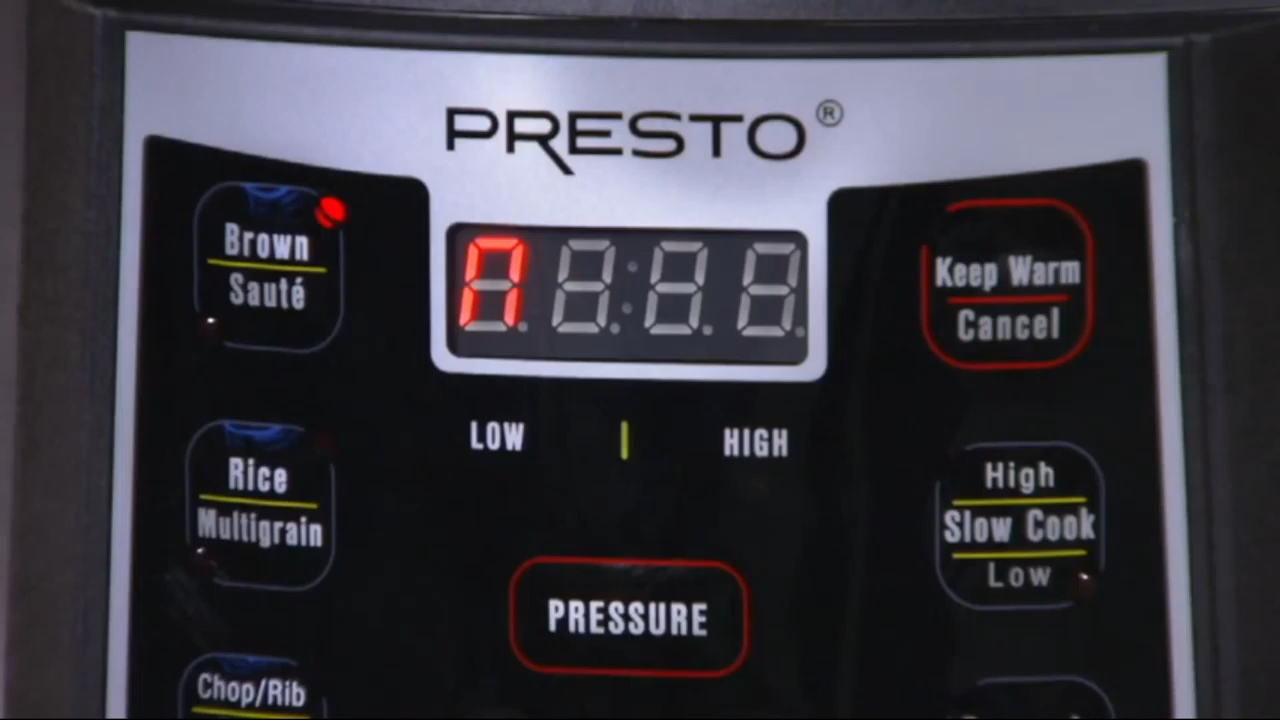 PRESTO®
Brown
Sauté
Keep Warm
Cancel
LOW | HIGH
Rice
Multigrain
High
Slow Cook
Low
PRESSURE
Chop/Rib